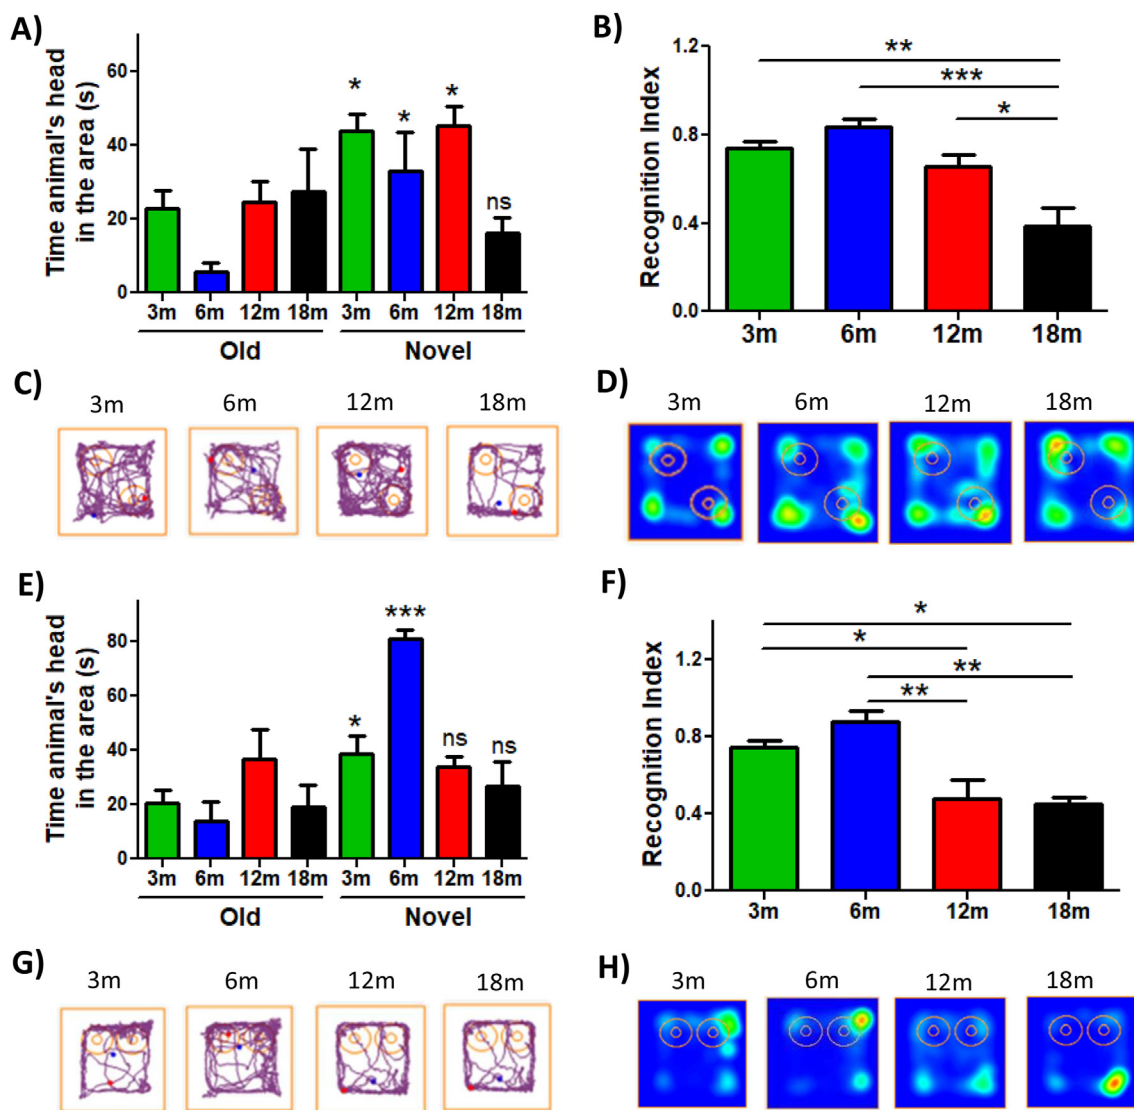 A)
Time animal's head
in the area (s)
60
40
20
0
* * * ns
3m 6m 12m 18m 3m 6m 12m 18m
Old Novel
B)
Recognition Index
1.2
0.8
0.4
0.0
**
***
*
3m 6m 12m 18m
C)
3m 6m 12m 18m
D)
3m 6m 12m 18m
E)
Time animal's head
in the area (s)
80
60
40
20
0
* *** ns ns
3m 6m 12m 18m 3m 6m 12m 18m
Old Novel
F)
Recognition Index
1.2
0.8
0.4
0.0
*
*
**
**
3m 6m 12m 18m
G)
3m 6m 12m 18m
H)
3m 6m 12m 18m